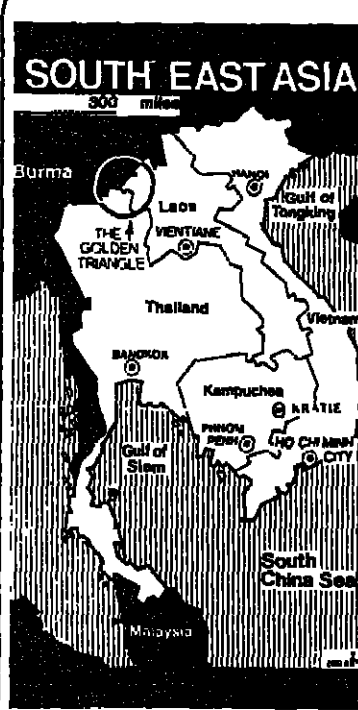 SOUTH EAST ASIA
300 miles
Burma
HANOI
Laos
Gulf of
Tongking
THE
GOLDEN
TRIANGLE
VIENTIANE
Thailand
Vietnam
BANGKOK
Kampuchea
KRATIE
PHNOM
PENH
HO CHI MINH
CITY
Gulf of
Siam
South
China Sea
Malaysia